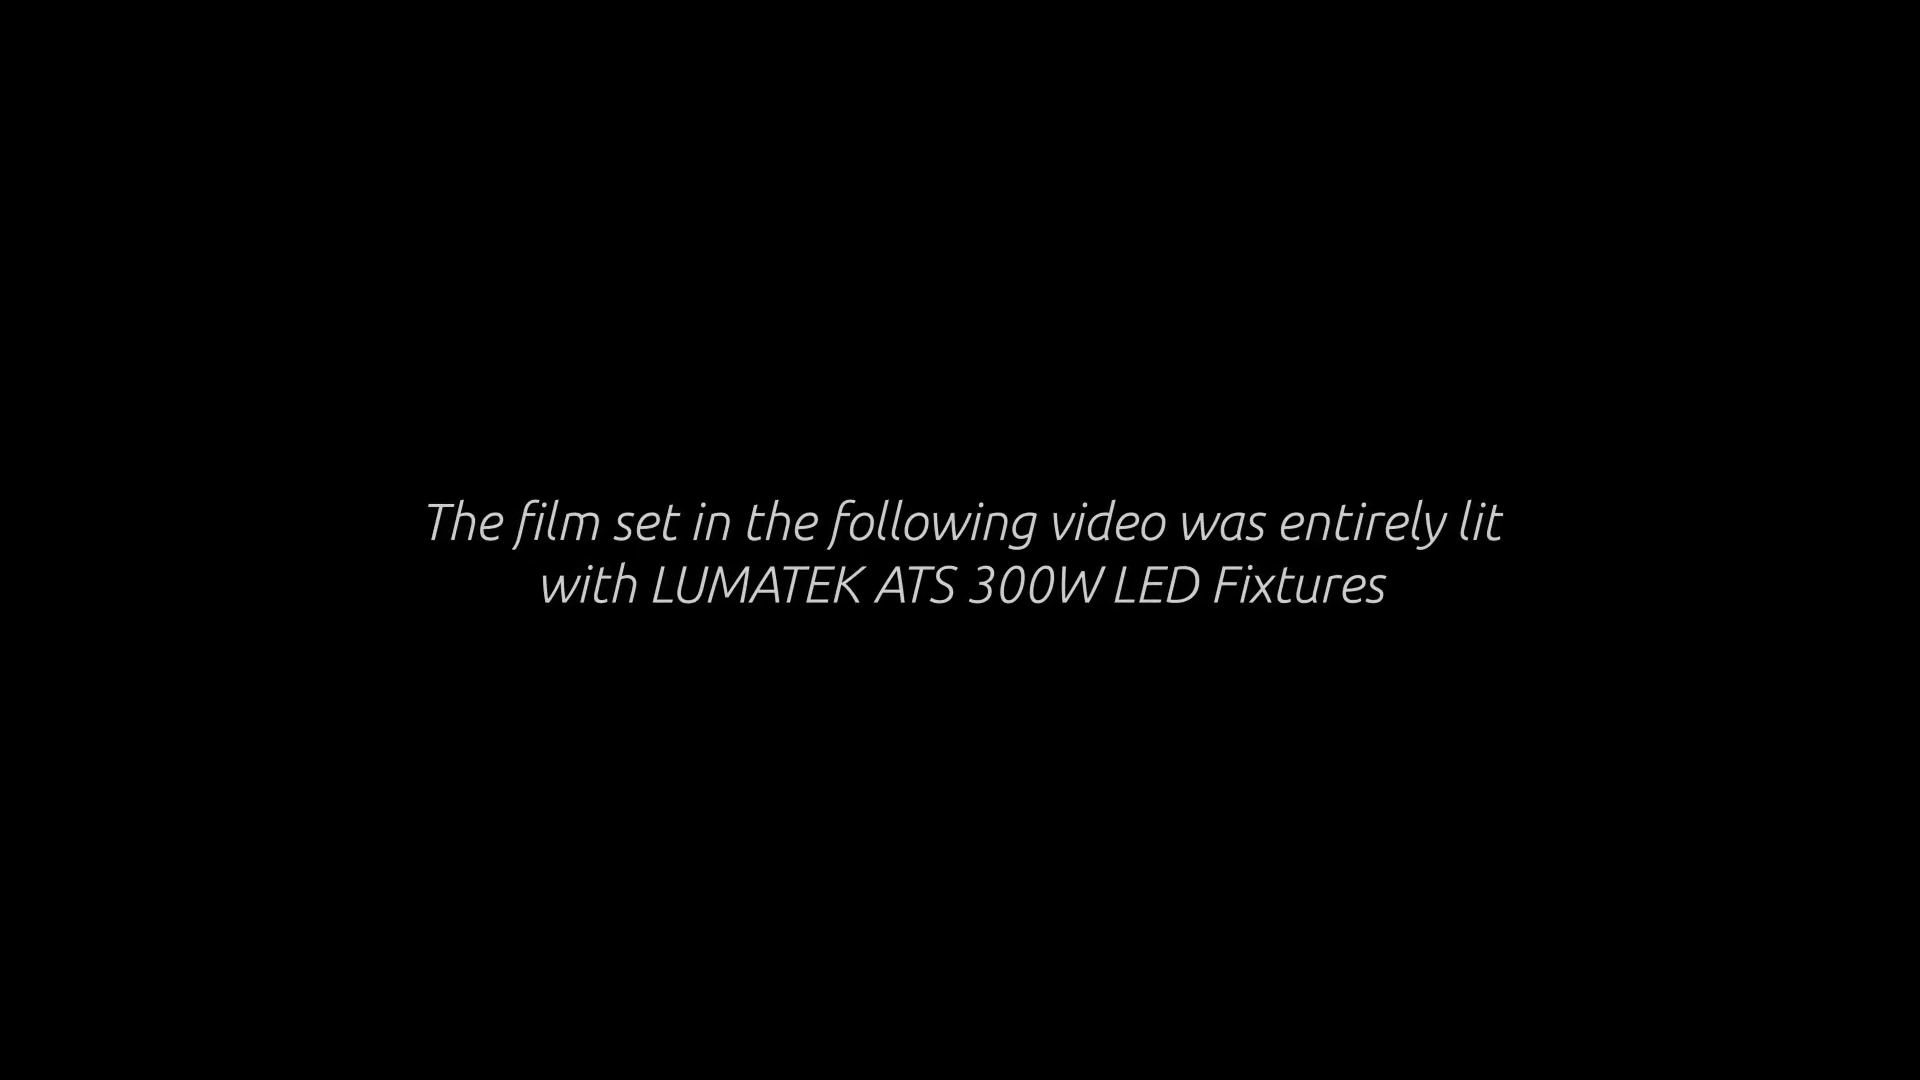 The film set in the following video was entirely lit
with LUMATEK ATS 300W LED Fixtures